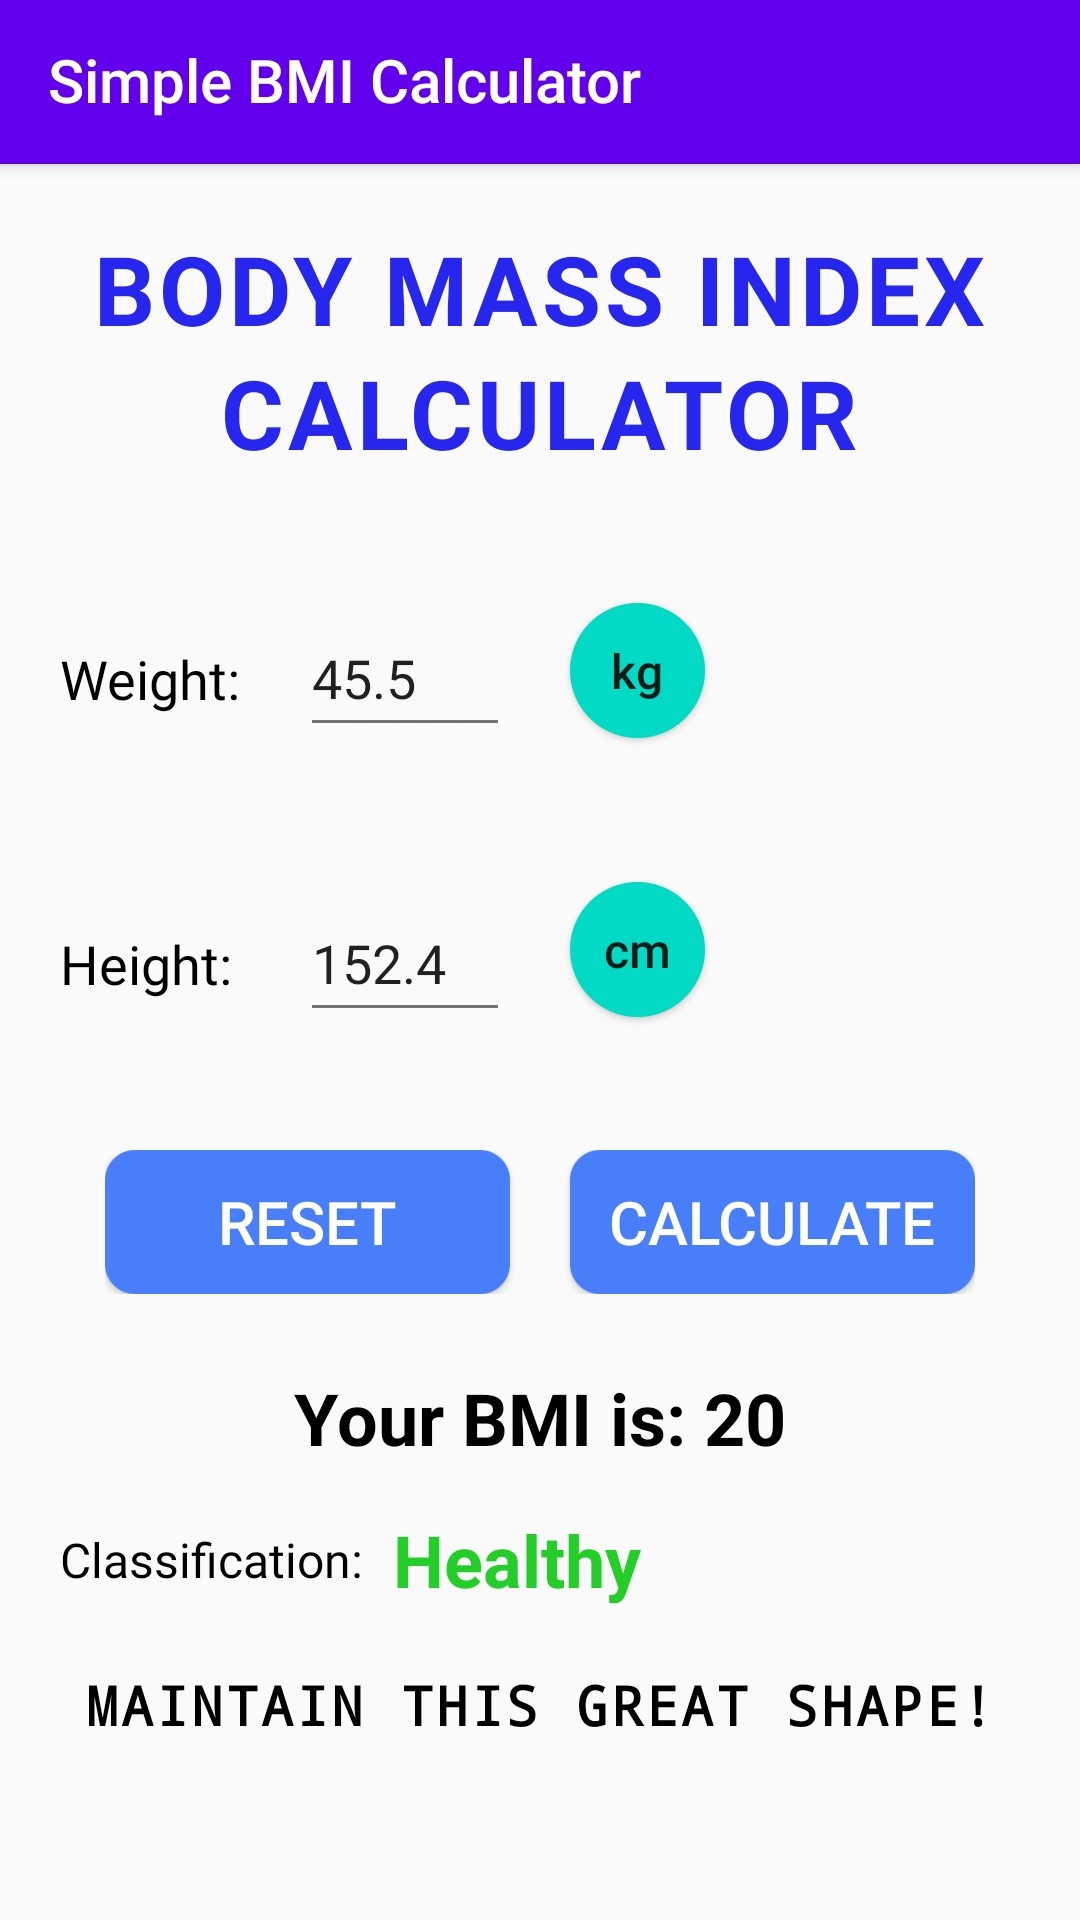 Simple BMI Calculator
BODY MASS INDEX
CALCULATOR
Weight: 45.5 kg
Height: 152.4 cm
RESET CALCULATE
Your BMI is: 20
Classification: Healthy
MAINTAIN THIS GREAT SHAPE!